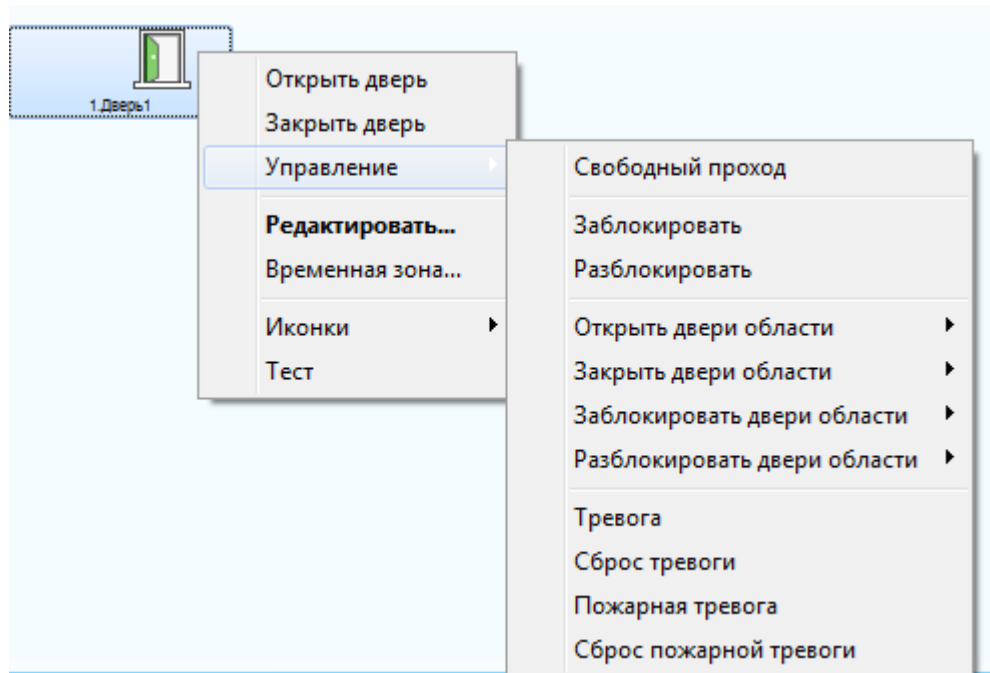 1.Дверь1
Открыть дверь
Закрыть дверь
Управление
Редактировать...
Временная зона...
Иконки
Тест
Свободный проход
Заблокировать
Разблокировать
Открыть двери области
Закрыть двери области
Заблокировать двери области
Разблокировать двери области
Тревога
Сброс тревоги
Пожарная тревога
Сброс пожарной тревоги